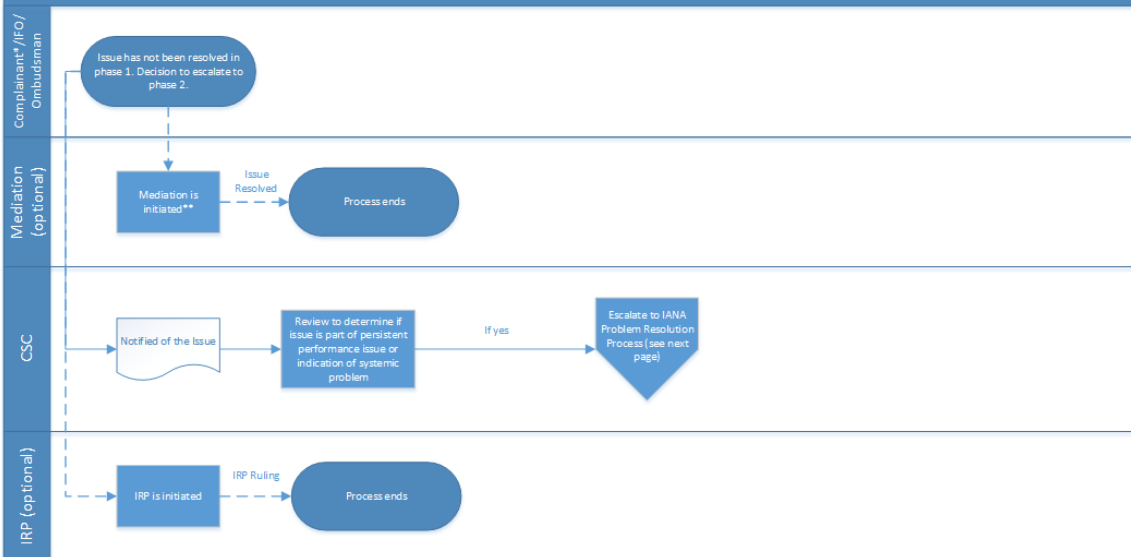 Complainant*/IFO/
Ombudsman
Issue has not been resolved in
phase 1. Decision to escalate to
phase 2.
Mediation
(optional)
Mediation is
initiated**
Issue
Resolved
Process ends
CSC
Notified of the Issue
Review to determine if
issue is part of persistent
performance issue or
indication of systemic
problem
If yes
Escalate to IANA
Problem Resolution
Process (see next
page)
IRP (optional)
IRP is initiated
IRP Ruling
Process ends